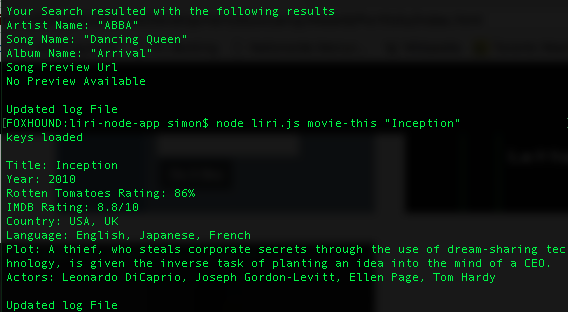 Your Search resulted with the following results
Artist Name: "ABBA"
Song Name: "Dancing Queen"
Album Name: "Arrival"
Song Preview Url
No Preview Available
Updated log File
[FOXHOUND:liri-node-app simon$ node liri.js movie-this "Inception" ]
keys loaded
Title: Inception
Year: 2010
Rotten Tomatoes Rating: 86%
IMDB Rating: 8.8/10
Country: USA, UK
Language: English, Japanese, French
Plot: A thief, who steals corporate secrets through the use of dream-sharing tec
hnology, is given the inverse task of planting an idea into the mind of a CEO.
Actors: Leonardo DiCaprio, Joseph Gordon-Levitt, Ellen Page, Tom Hardy
Updated log File